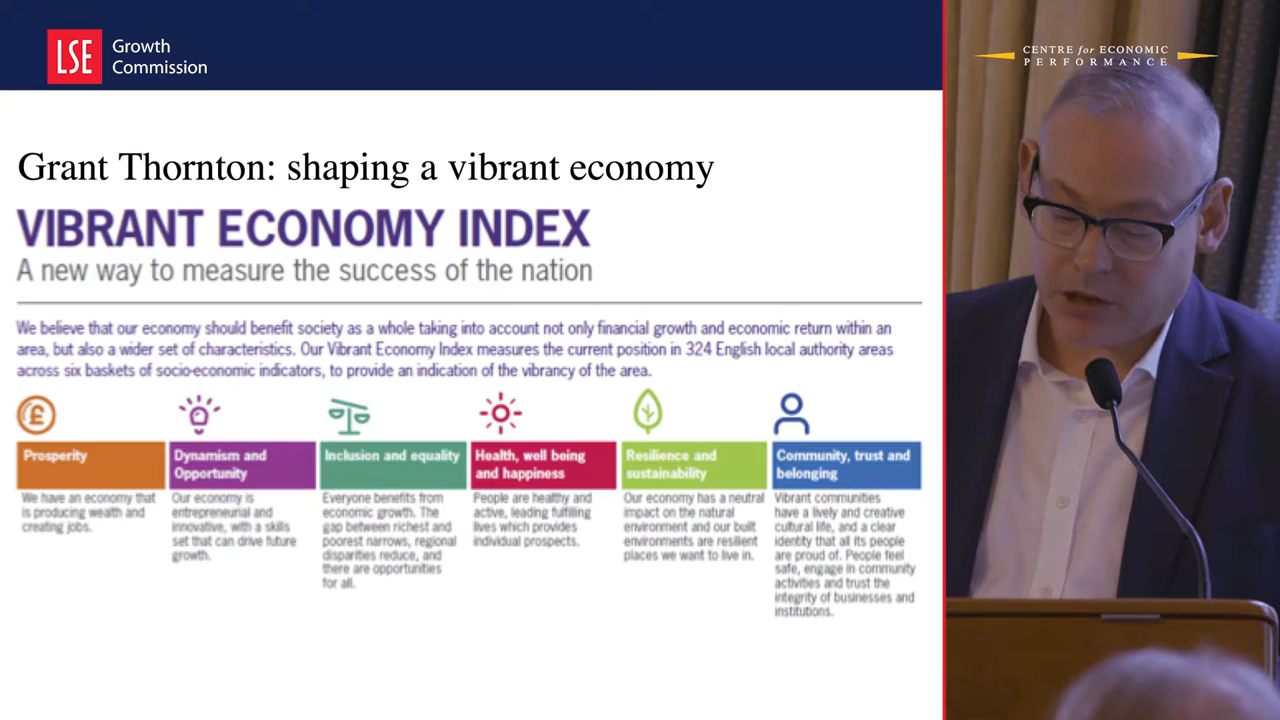 LSE
Growth
Commission
CENTRE for ECONOMIC
PERFORMANCE
Grant Thornton: shaping a vibrant economy
VIBRANT ECONOMY INDEX
A new way to measure the success of the nation
We believe that our economy should benefit society as a whole taking into account not only financial growth and economic return within an
area, but also a wider set of characteristics. Our Vibrant Economy Index measures the current position in 324 English local authority areas
across six baskets of socio-economic indicators, to provide an indication of the vibrancy of the area.
Prosperity
We have an economy that
is producing wealth and
creating jobs.
Dynamism and
Opportunity
Our economy is
entrepreneurial and
innovative, with a skills
set that can drive future
growth.
Inclusion and equality
Everyone benefits from
economic growth. The
gap between richest and
poorest narrows, regional
disparities reduce, and
there are opportunities
for all.
Health, well being
and happiness
People are healthy and
active, leading fulfilling
lives which provides
individual prospects.
Resilience and
sustainability
Our economy has a neutral
impact on the natural
environment and our built
environments are resilient
places we want to live in.
Community, trust and
belonging
Vibrant communities
have a lively and creative
cultural life, and a clear
identity that all its people
are proud of. People feel
safe, engage in community
activities and trust the
integrity of businesses and
institutions.